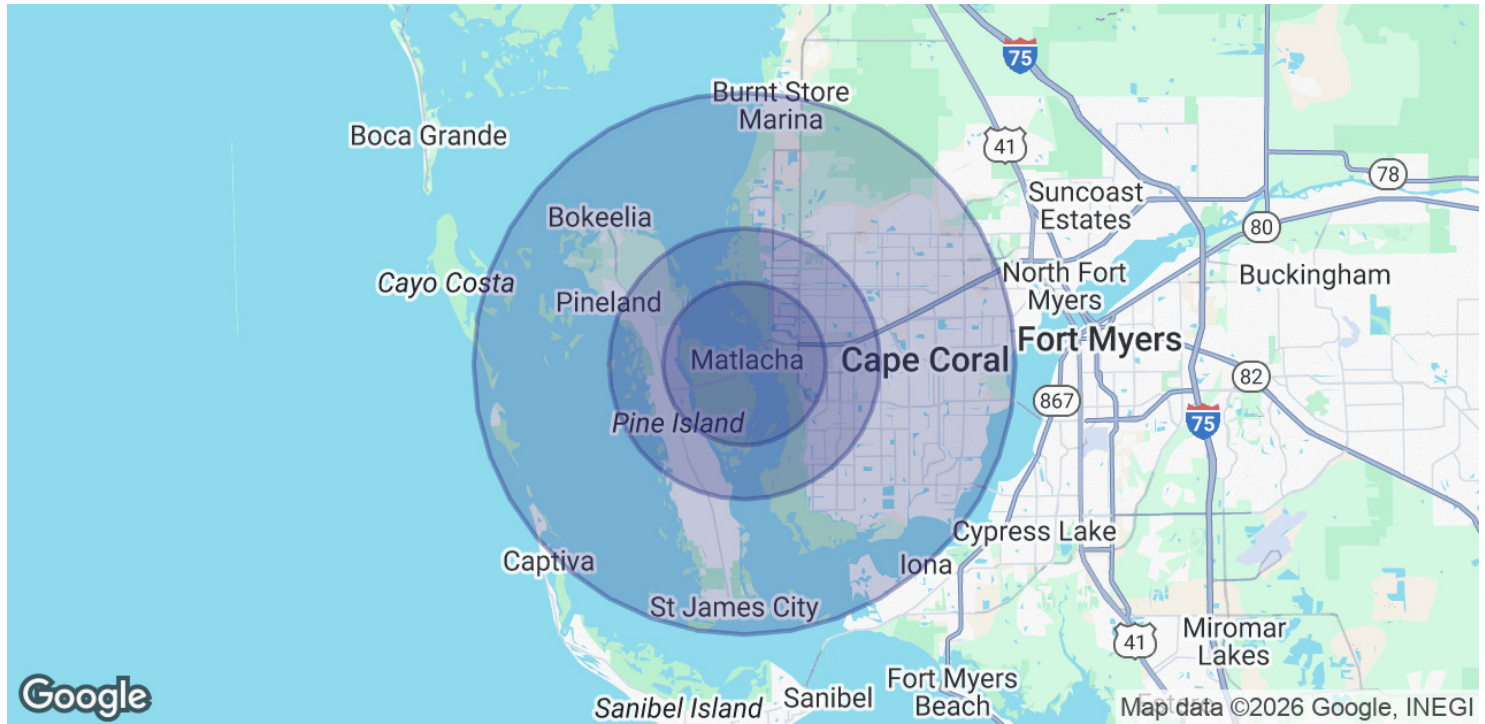 75
Burnt Store
Marina
Boca Grande
41
78
Suncoast
Estates
Bokeelia
80
Cayo Costa
North Fort
Myers
Buckingham
Pineland
Matlacha
Cape Coral
Fort Myers
82
867
75
Pine Island
Cypress Lake
Captiva
Iona
St James City
41
Miromar
Lakes
Fort Myers
Beach
Sanibel
Sanibel Island
Google
Map data ©2026 Google, INEGI